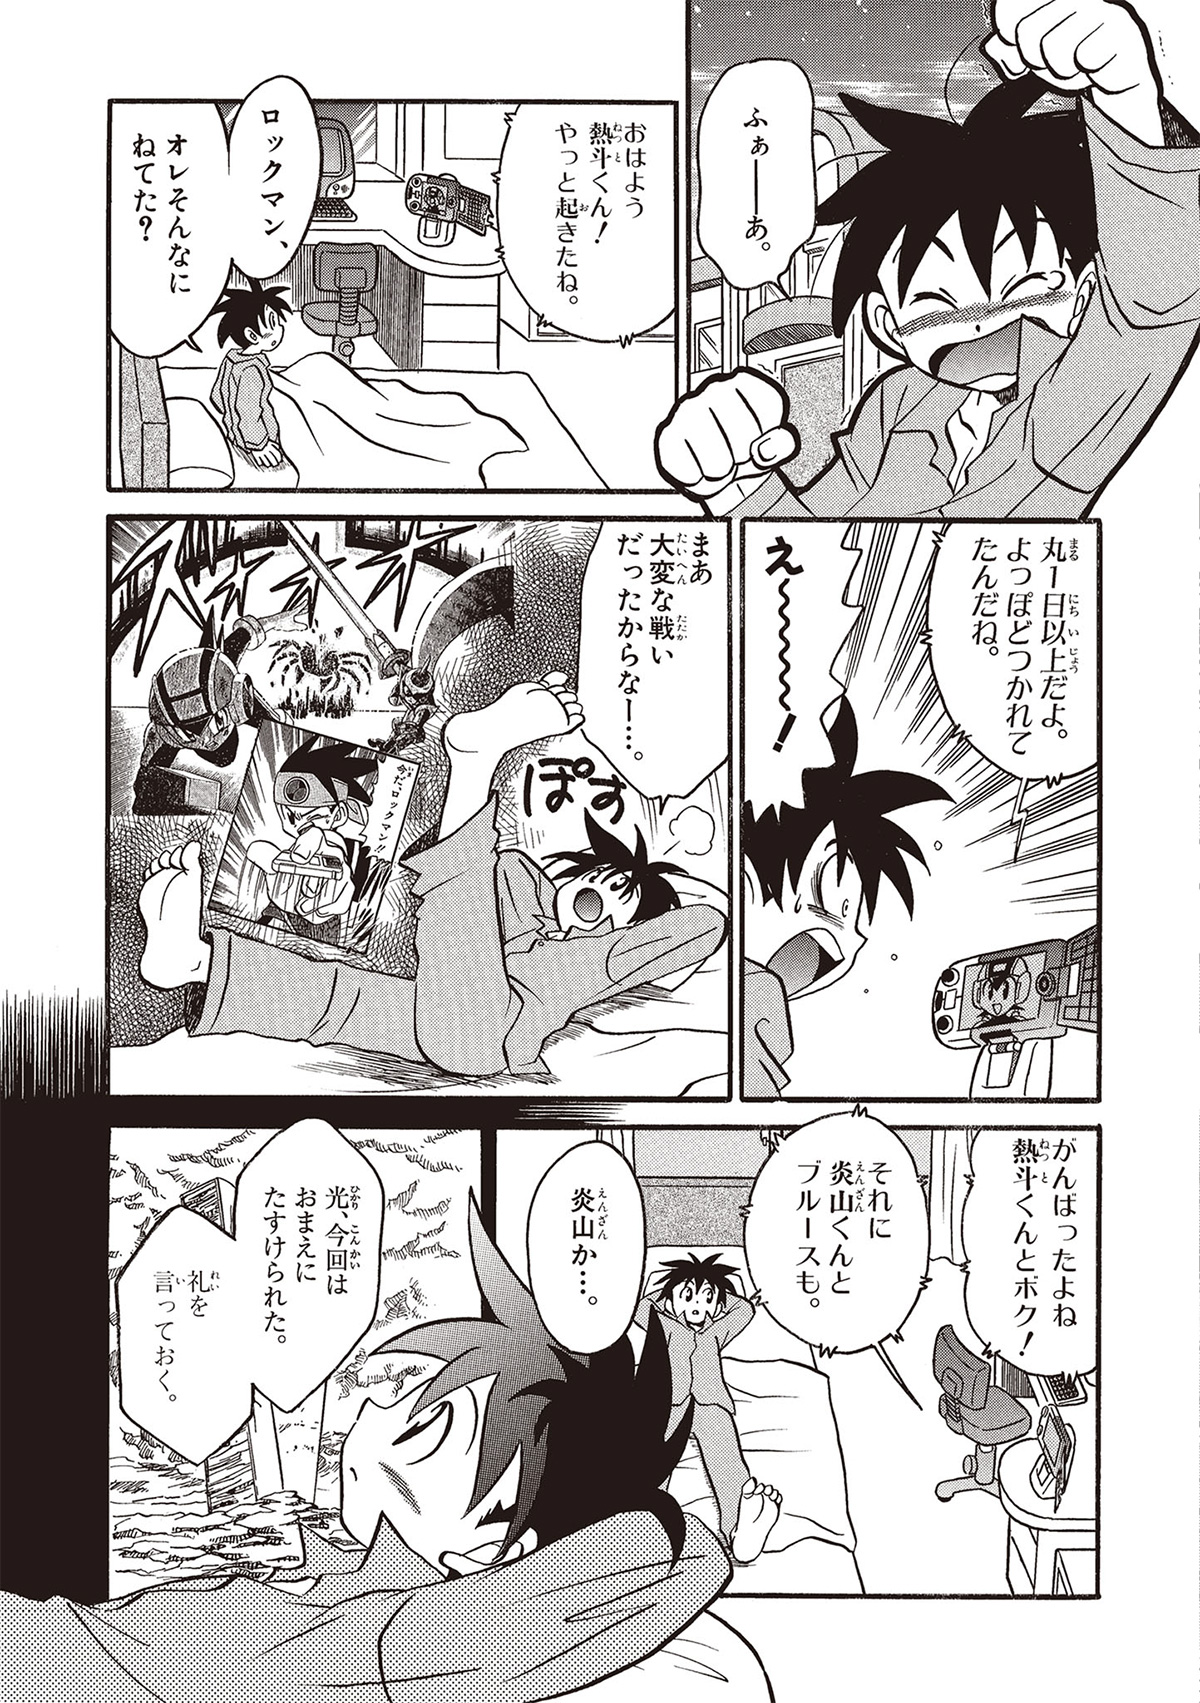 ふぁーーあ。
おはよう
熱斗くん！
やっと起きたね。
ロックマン、
オレそんなに
ねてた？
丸１日以上だよ。
よっぽどつかれて
たんだね。
え〜〜〜！
まあ
大変な戦い
だったからなー…。
ぽすっ
今だ、ロックマン!!
がんばったよね
熱斗くんとボク！
それに
炎山くんと
ブルースも。
炎山か…。
光、今回は
おまえに
たすけられた。
礼を
言っておく。